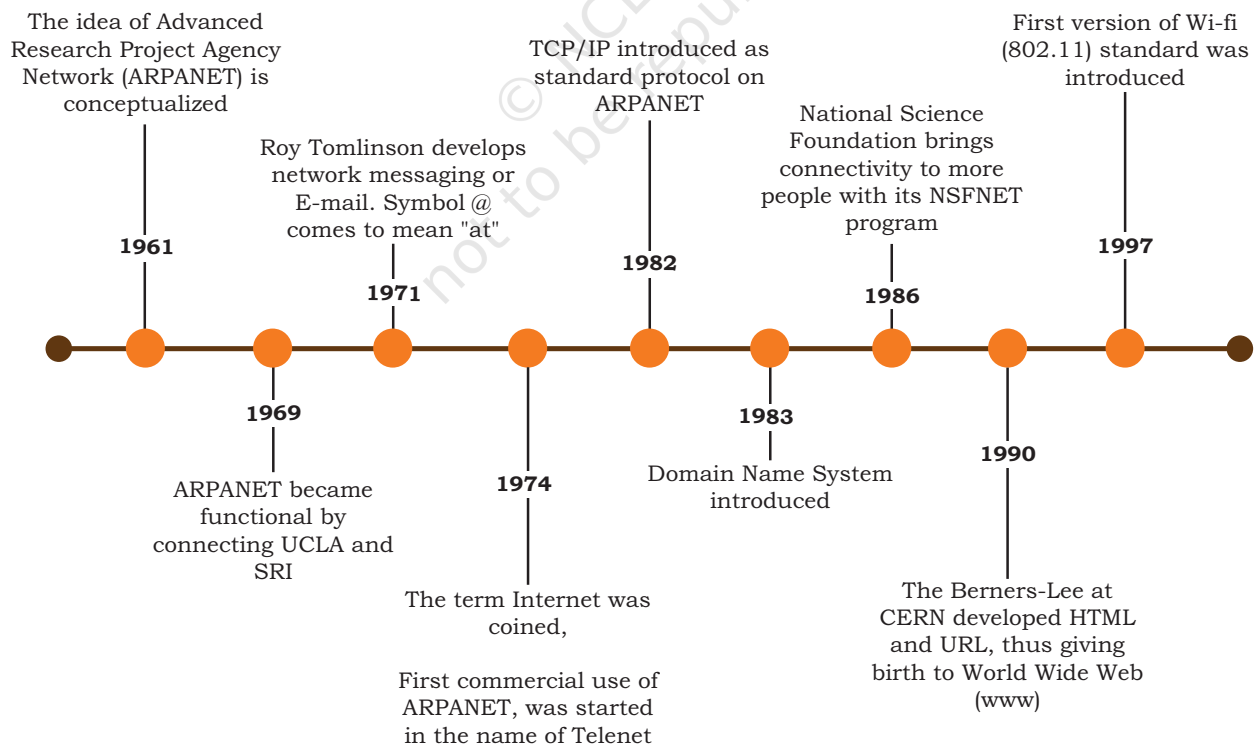 The idea of Advanced
Research Project Agency
Network (ARPANET) is
conceptualized
1961
ARPANET became
functional by
connecting UCLA and
SRI
1969
Roy Tomlinson develops
network messaging or
E-mail. Symbol @
comes to mean "at"
1971
1974
The term Internet was
coined,
First commercial use of
ARPANET, was started
in the name of Telenet
TCP/IP introduced as
standard protocol on
ARPANET
1982
1983
Domain Name System
introduced
National Science
Foundation brings
connectivity to more
people with its NSFNET
program
1986
1990
The Berners-Lee at
CERN developed HTML
and URL, thus giving
birth to World Wide Web
(www)
First version of Wi-fi
(802.11) standard was
introduced
1997
©
not to be